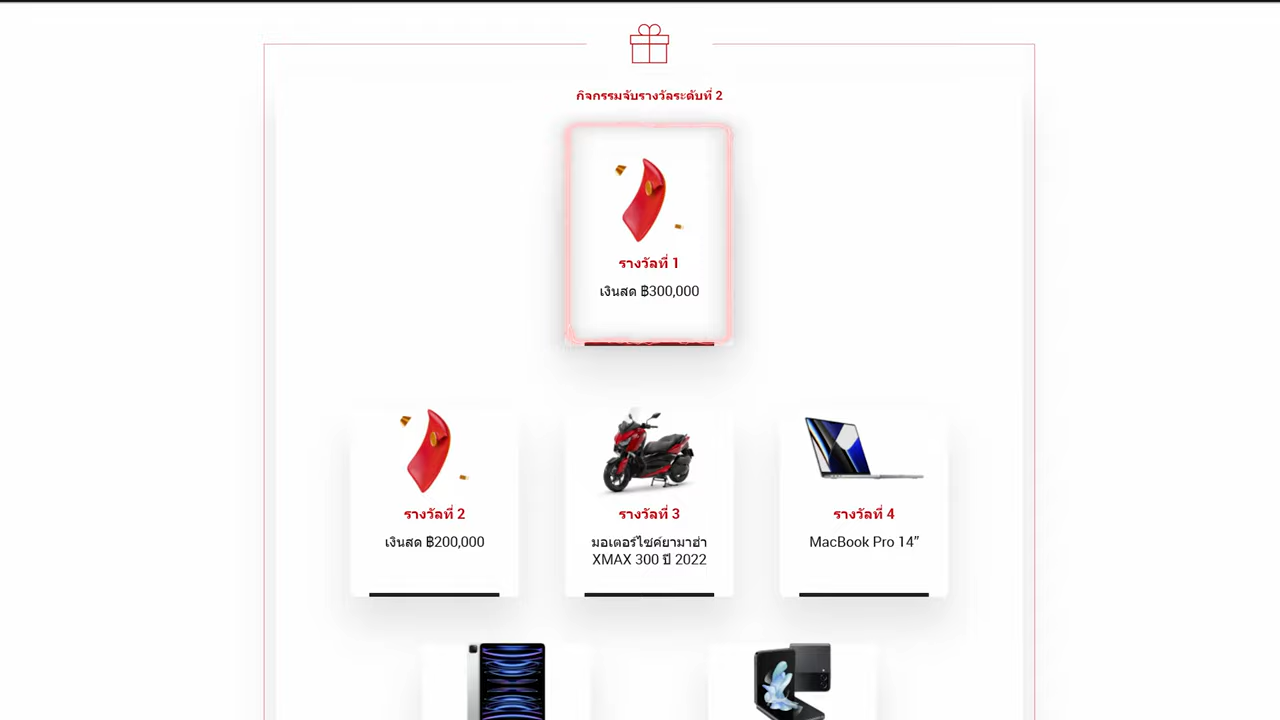 กิจกรรมจับรางวัลระดับที่ 2
รางวัลที่ 1
เงินสด ฿300,000
รางวัลที่ 2
เงินสด ฿200,000
รางวัลที่ 3
มอเตอร์ไซค์ยามาฮ่า
XMAX 300 ปี 2022
รางวัลที่ 4
MacBook Pro 14”